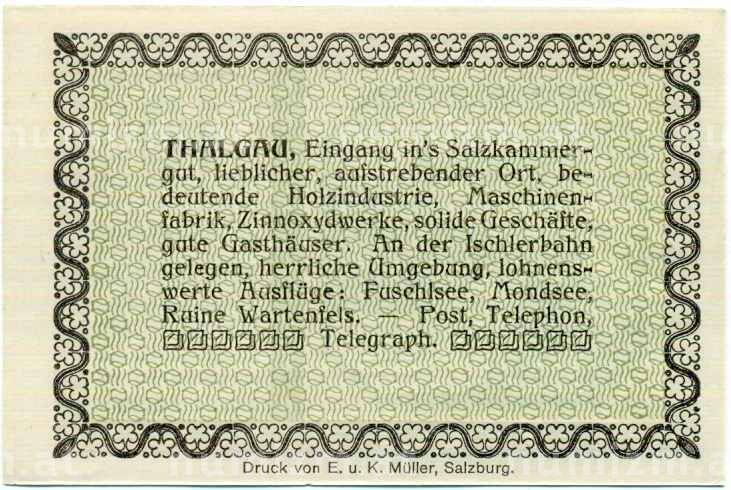 THALGAU, Eingang in's Salzkammer-
gut, lieblicher, aufstrebender Ort, be-
deutende Holzindustrie, Maschinen-
fabrik, Zinnoxydwerke, solide Geschäfte,
gute Gasthäuser. An der Ischlerbahn
gelegen, herrliche Umgebung, lohnens-
werte Ausflüge: Fuschlsee, Mondsee,
Ruine Wartenfels. — Post, Telephon,
Telegraph.
Druck von E. u. K. Müller, Salzburg.